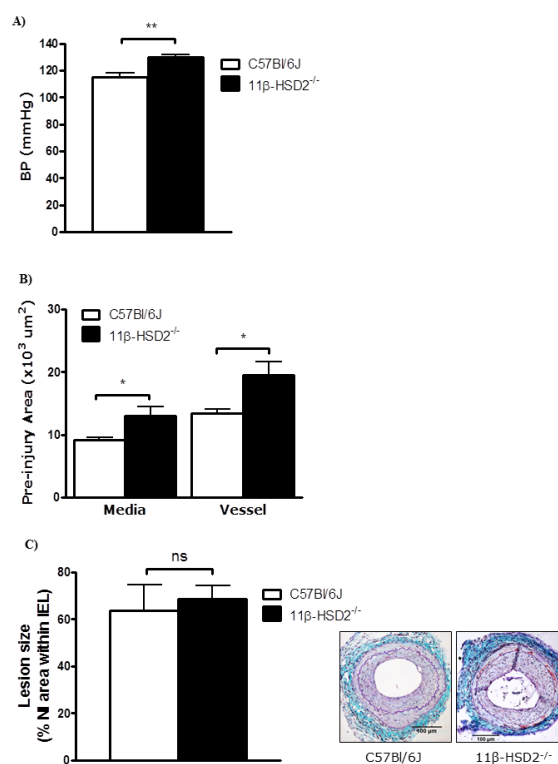 A)
**
140
120
100
80
60
40
20
0
BP (mmHg)
C57Bl/6J
11β-HSD2-/-
B)
30
20
10
0
Pre-injury Area (x10³ um²)
C57Bl/6J
11β-HSD2-/-
*
*
Media
Vessel
C)
80
60
40
20
0
Lesion size
(% NI area within IEL)
ns
C57Bl/6J
11β-HSD2-/-
100 µm
C57Bl/6J
11β-HSD2-/-